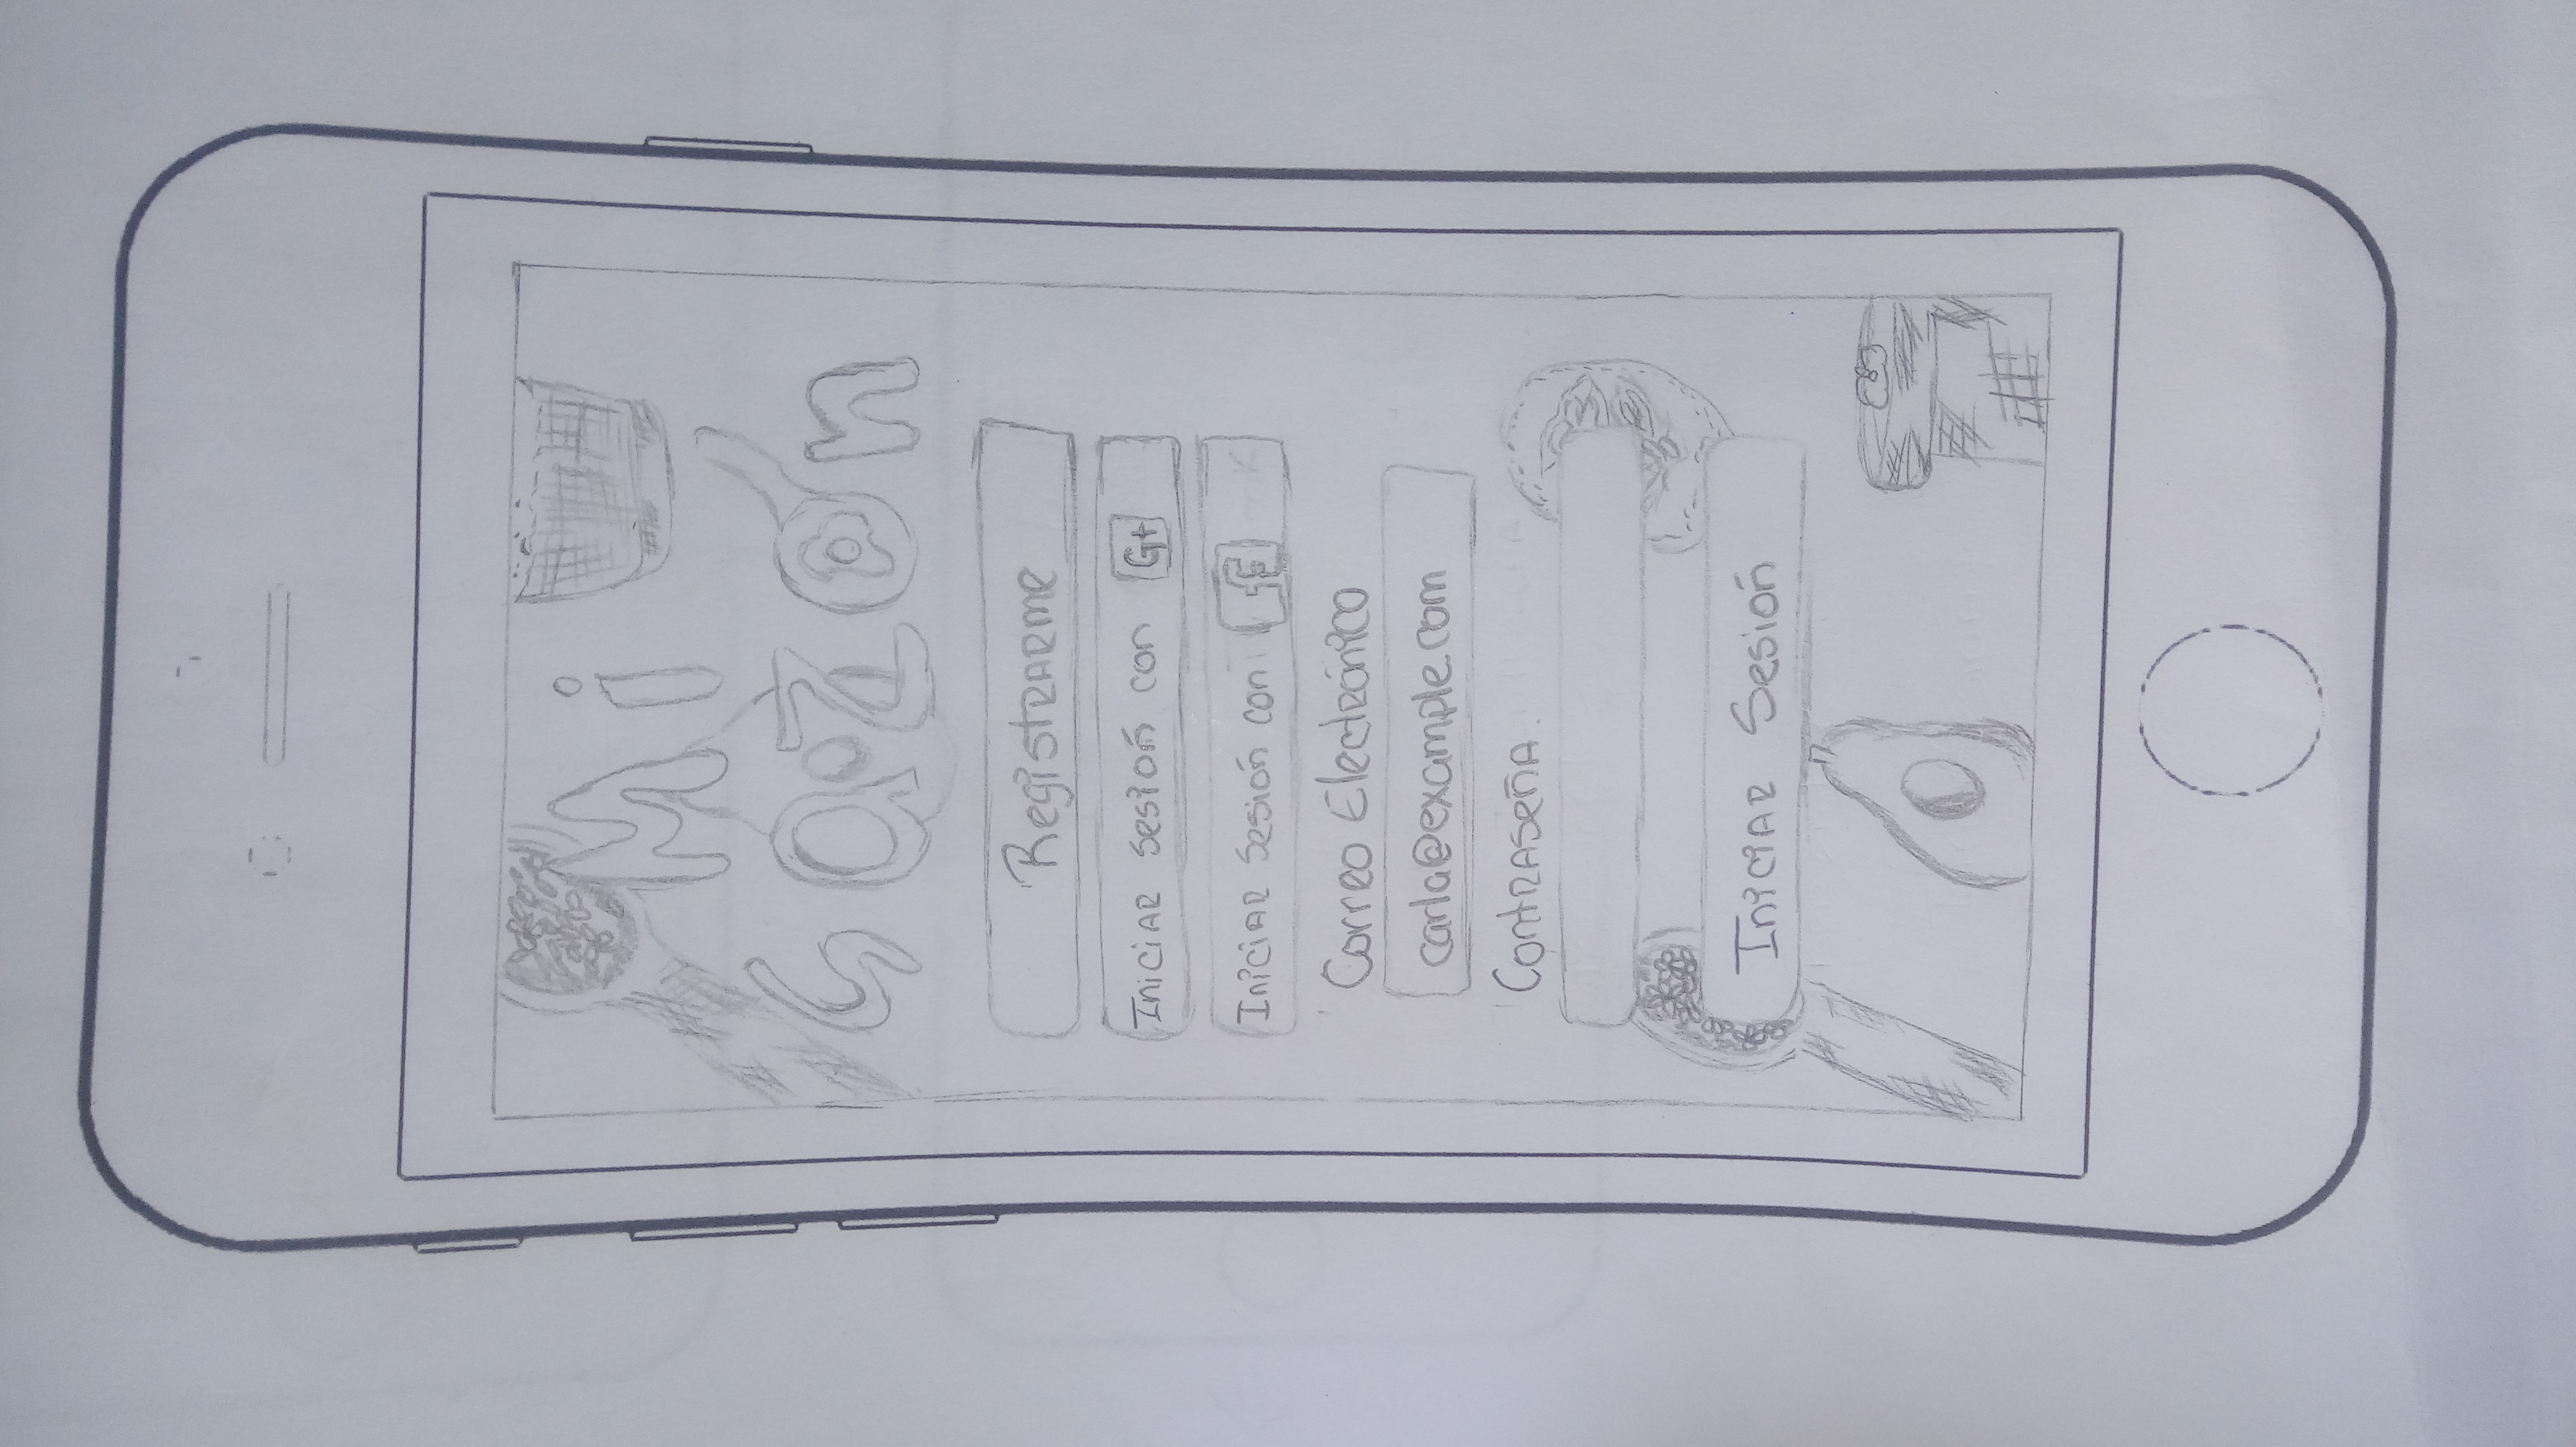 Mi
Sazón
Registrarme
Iniciar sesión con G+
Iniciar sesión con f
Correo Electrónico
carla@example.com
Contraseña
Iniciar Sesión